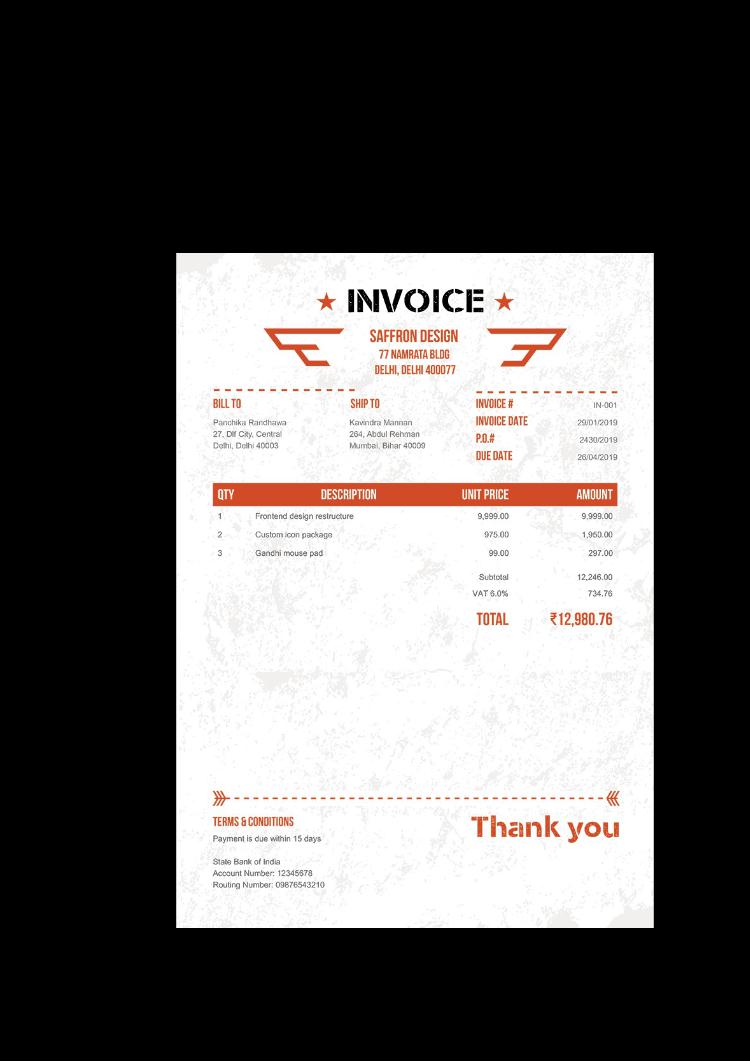 INVOICE
SAFFRON DESIGN
77 NAMRATA BLDG
DELHI, DELHI 400077
BILL TO
Panchika Randhawa
27, Dlf City, Central
Delhi, Delhi 40003
SHIP TO
Kavindra Mannan
264, Abdul Rehman
Mumbai, Bihar 40009
INVOICE # IN-001
INVOICE DATE 29/01/2019
P.O.# 2430/2019
DUE DATE 26/04/2019
QTY DESCRIPTION UNIT PRICE AMOUNT
1 Frontend design restructure 9,999.00 9,999.00
2 Custom icon package 975.00 1,950.00
3 Gandhi mouse pad 99.00 297.00
Subtotal 12,246.00
VAT 6.0% 734.76
TOTAL ₹12,980.76
TERMS & CONDITIONS
Payment is due within 15 days
State Bank of India
Account Number: 12345678
Routing Number: 09876543210
Thank you